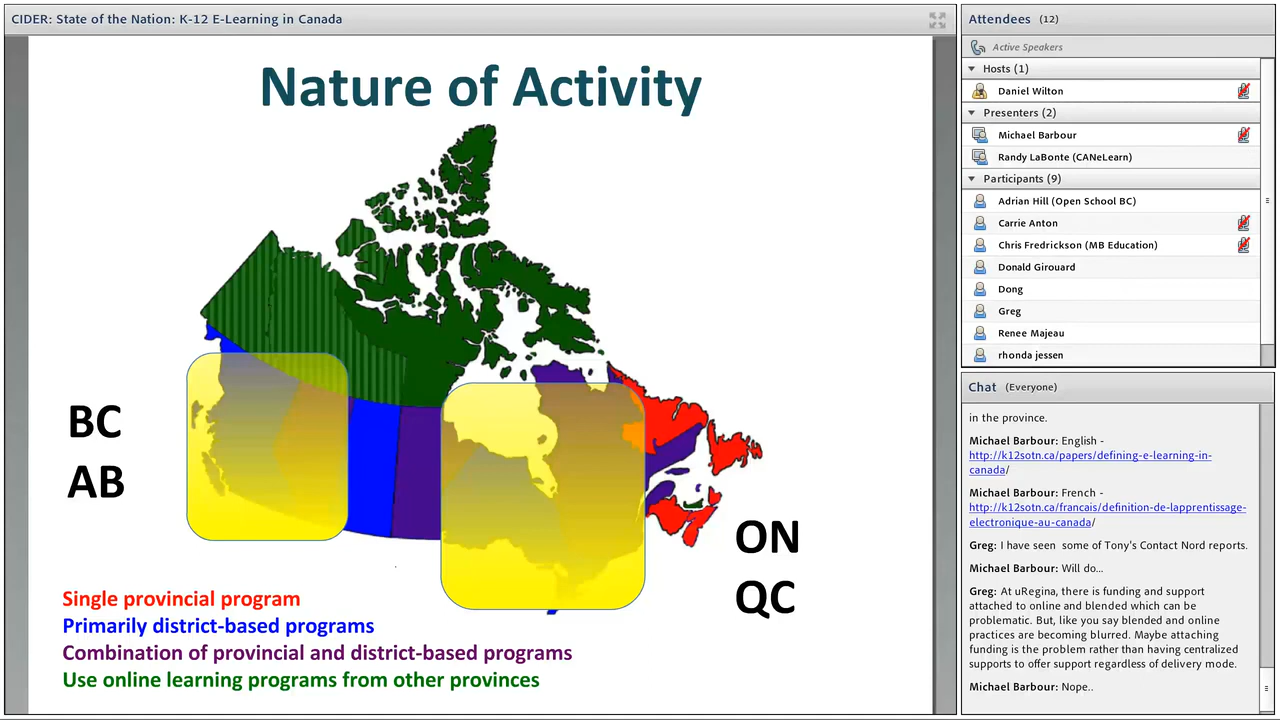 CIDER: State of the Nation: K-12 E-Learning in Canada
Nature of Activity
BC
AB
ON
QC
Single provincial program
Primarily district-based programs
Combination of provincial and district-based programs
Use online learning programs from other provinces
Attendees (12)
Active Speakers
Hosts (1)
Daniel Wilton
Presenters (2)
Michael Barbour
Randy LaBonte (CANeLearn)
Participants (9)
Adrian Hill (Open School BC)
Carrie Anton
Chris Fredrickson (MB Education)
Donald Girouard
Dong
Greg
Renee Majeau
rhonda jessen
Chat (Everyone)
in the province.
Michael Barbour: English -
http://k12sotn.ca/papers/defining-e-learning-in-
canada/
Michael Barbour: French -
http://k12sotn.ca/francais/definition-de-lapprentissage-
electronique-au-canada/
Greg: I have seen some of Tony's Contact Nord reports.
Michael Barbour: Will do...
Greg: At uRegina, there is funding and support
attached to online and blended which can be
problematic. But, like you say blended and online
practices are becoming blurred. Maybe attaching
funding is the problem rather than having centralized
supports to offer support regardless of delivery mode.
Michael Barbour: Nope..